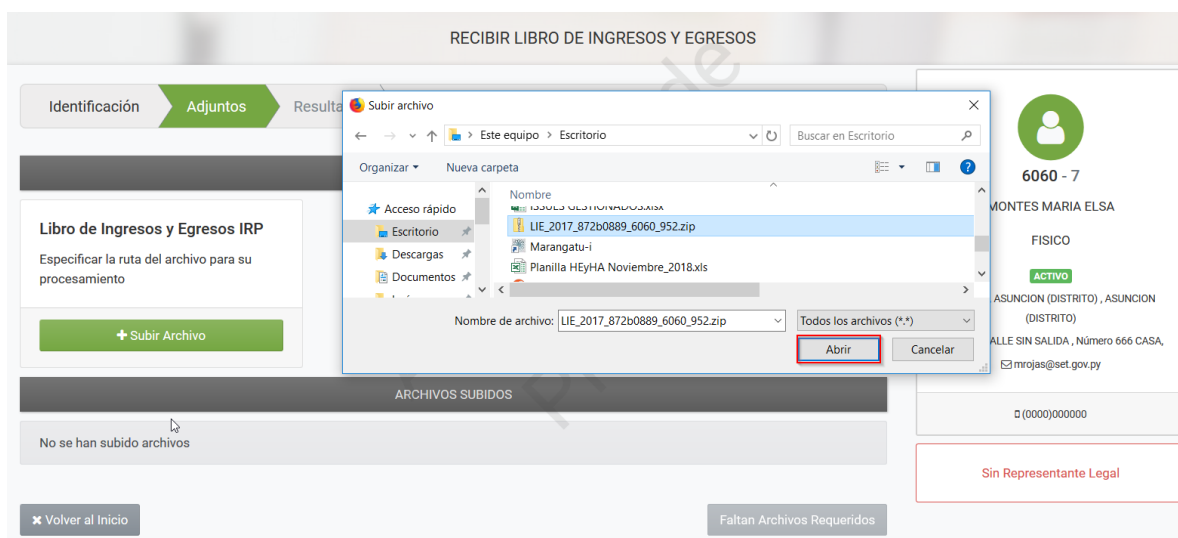 RECIBIR LIBRO DE INGRESOS Y EGRESOS
Identificación
Adjuntos
Resulta
Subir archivo
Este equipo > Escritorio
Buscar en Escritorio
Organizar
Nueva carpeta
Acceso rápido
Escritorio
Descargas
Documentos
Nombre
ISSUES GESTIONADOS.xlsx
LIE_2017_872b0889_6060_952.zip
Marangatu-i
Planilla HEyHA Noviembre_2018.xls
Nombre de archivo:
LIE_2017_872b0889_6060_952.zip
Todos los archivos (*.*)
Abrir
Cancelar
Libro de Ingresos y Egresos IRP
Especificar la ruta del archivo para su
procesamiento
+ Subir Archivo
ARCHIVOS SUBIDOS
No se han subido archivos
Volver al Inicio
Faltan Archivos Requeridos
6060 - 7
MONTES MARIA ELSA
FISICO
ACTIVO
ASUNCION (DISTRITO) , ASUNCION
(DISTRITO)
ALLE SIN SALIDA , Número 666 CASA,
mrojas@set.gov.py
(0000)000000
Sin Representante Legal